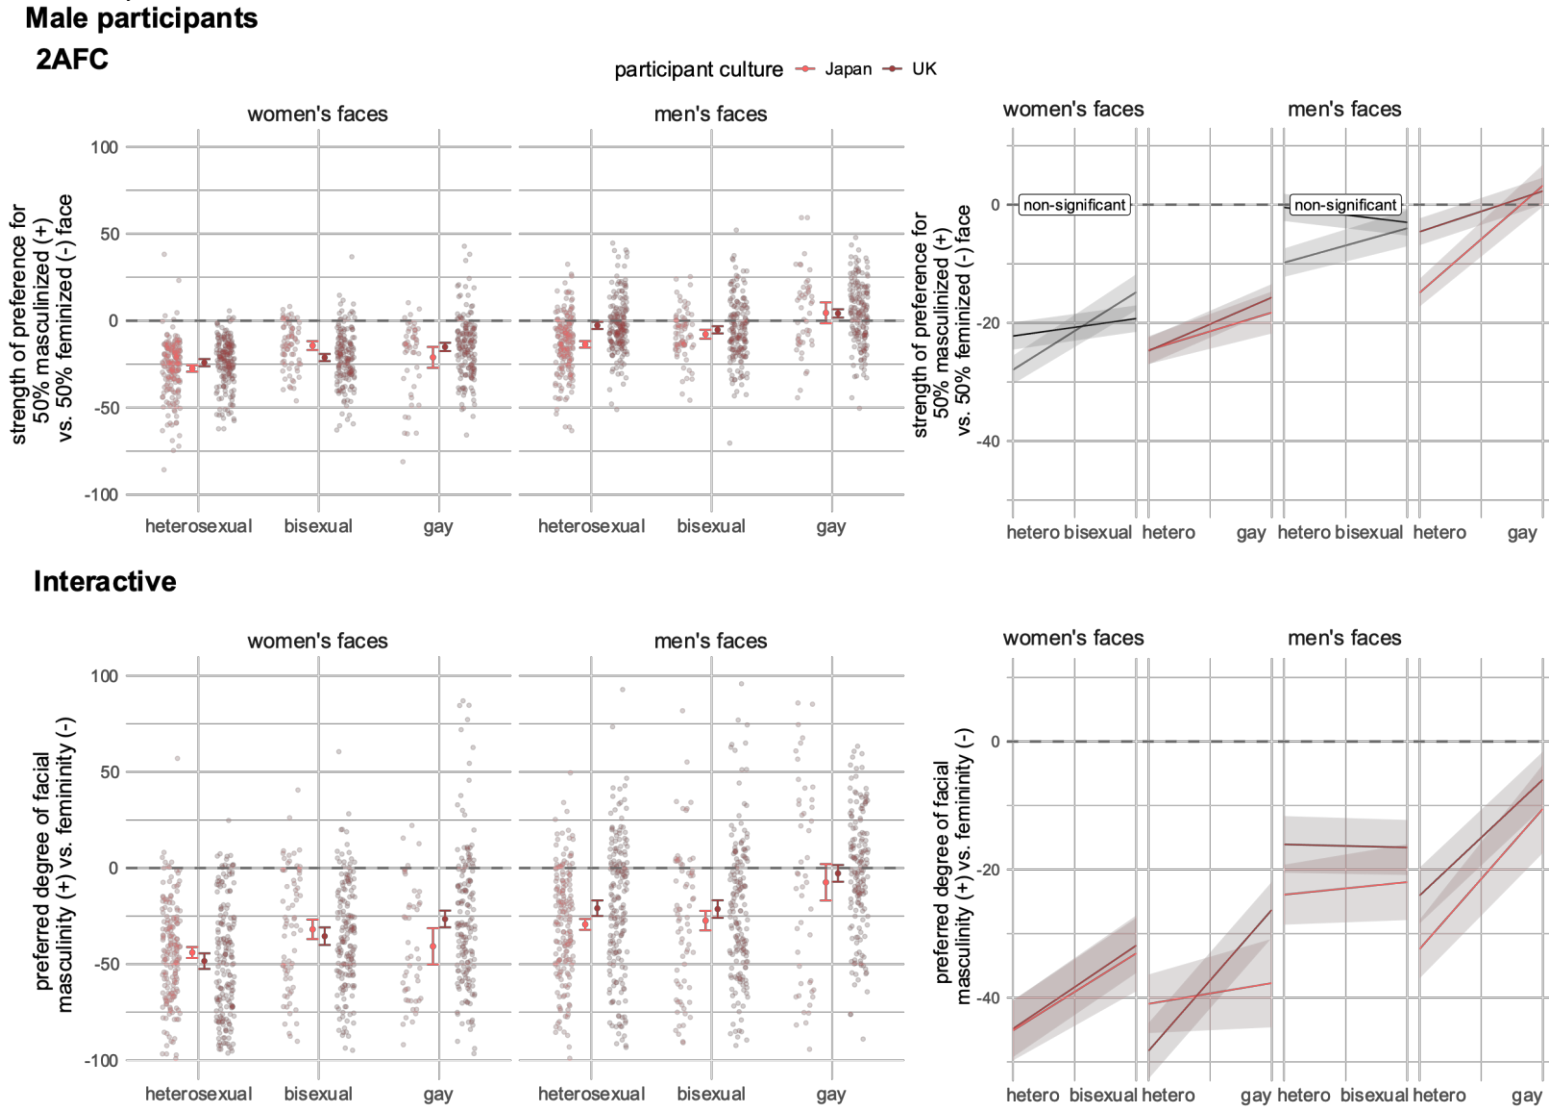 Male participants
2AFC
participant culture Japan UK
women's faces
men's faces
strength of preference for
50% masculinized (+)
vs. 50% feminized (-) face
100
50
0
-50
-100
heterosexual
bisexual
gay
heterosexual
bisexual
gay
women's faces
men's faces
strength of preference for
50% masculinized (+)
vs. 50% feminized (-) face
0
-20
-40
non-significant
non-significant
hetero bisexual hetero gay hetero bisexual hetero gay
Interactive
women's faces
men's faces
preferred degree of facial
masculinity (+) vs. femininity (-)
100
50
0
-50
-100
heterosexual
bisexual
gay
heterosexual
bisexual
gay
women's faces
men's faces
preferred degree of facial
masculinity (+) vs. femininity (-)
0
-20
-40
hetero bisexual hetero gay hetero bisexual hetero gay